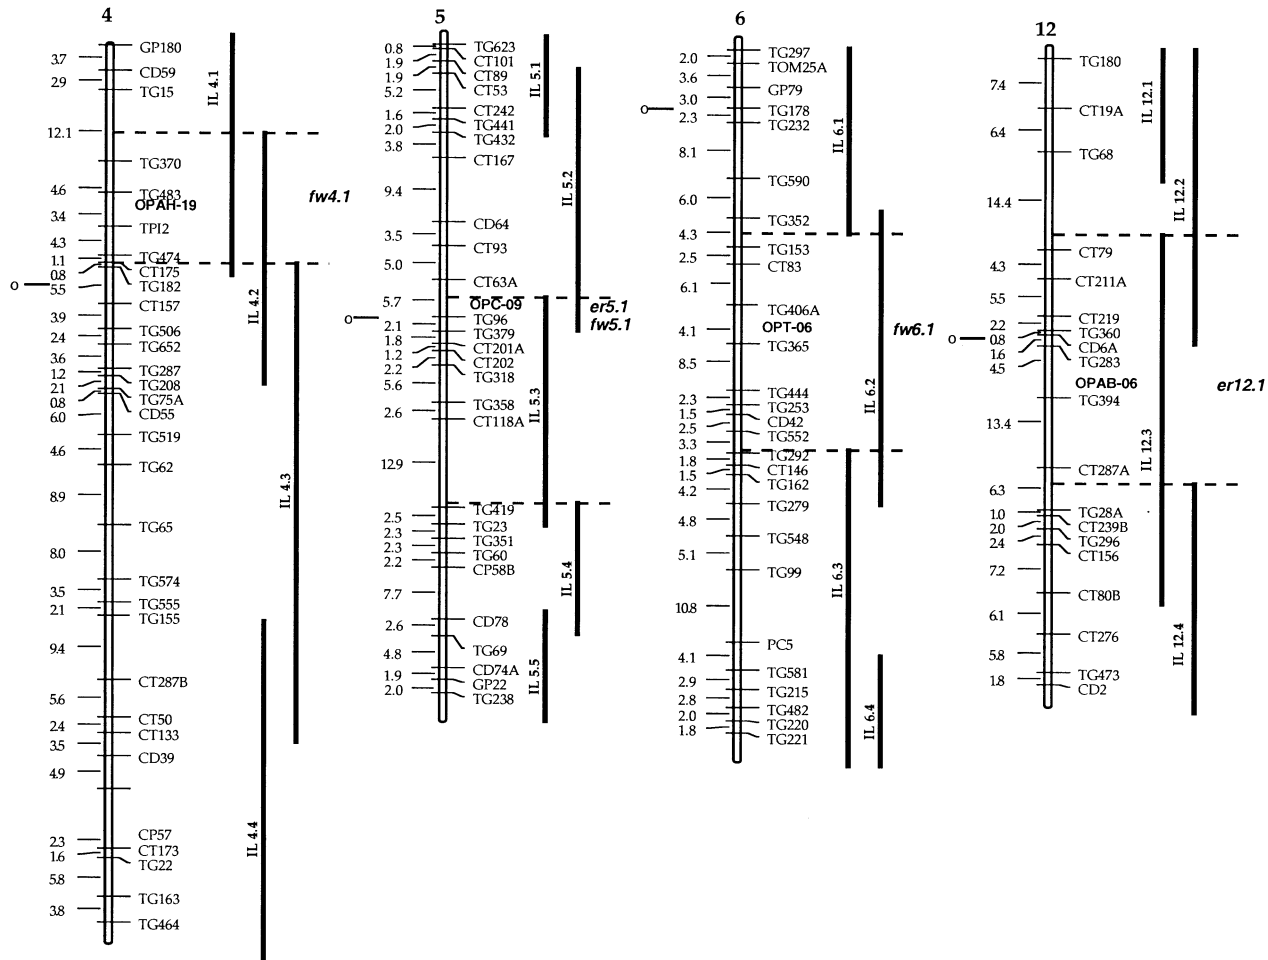 4
GP180
3.7
CD59
2.9
TG15
12.1
TG370
4.6
TG483
OPAH-19
3.4
TPI2
4.3
TG474
1.1
CT175
0.8
TG182
o
5.5
CT157
3.9
TG506
2.4
TG652
3.6
TG287
1.2
TG208
2.1
TG75A
0.8
CD55
6.0
TG519
4.6
TG62
8.9
TG65
8.0
TG574
3.5
TG555
2.1
TG155
9.4
CT287B
5.6
CT50
2.4
CT133
3.5
CD39
4.9
CP57
2.3
CT173
1.6
TG22
5.8
TG163
3.8
TG464
IL 4.1
IL 4.2
IL 4.3
IL 4.4
fw4.1
5
0.8
TG623
1.9
CT101
1.9
CT89
5.2
CT53
CT242
1.6
TG441
2.0
TG432
3.8
CT167
9.4
CD64
3.5
CT93
5.0
CT63A
5.7
OPC-09
o
TG96
2.1
TG379
1.8
CT201A
1.2
CT202
2.2
TG318
5.6
TG358
2.6
CT118A
12.9
TG419
2.5
TG23
2.3
TG351
2.3
TG60
2.2
CP58B
7.7
CD78
2.6
TG69
4.8
CD74A
1.9
GP22
2.0
TG238
IL 5.1
IL 5.2
IL 5.3
IL 5.4
IL 5.5
er5.1
fw5.1
6
TG297
2.0
TOM25A
3.6
GP79
3.0
o
TG178
2.3
TG232
8.1
TG590
6.0
TG352
4.3
TG153
2.5
CT83
6.1
TG406A
OPT-06
4.1
TG365
8.5
TG444
2.3
TG253
1.5
CD42
2.5
TG552
3.3
TG292
1.8
CT146
1.5
TG162
4.2
TG279
4.8
TG548
5.1
TG99
10.8
PC5
4.1
TG581
2.9
TG215
2.8
TG482
2.0
TG220
1.8
TG221
IL 6.1
IL 6.2
IL 6.3
IL 6.4
fw6.1
12
TG180
7.4
CT19A
6.4
TG68
14.4
CT79
4.3
CT211A
5.5
CT219
2.2
TG360
o
0.8
CD6A
1.6
TG283
4.5
OPAB-06
TG394
13.4
CT287A
6.3
TG28A
1.0
CT239B
2.0
TG296
2.4
CT156
7.2
CT80B
6.1
CT276
5.8
TG473
1.8
CD2
IL 12.1
IL 12.2
IL 12.3
IL 12.4
er12.1